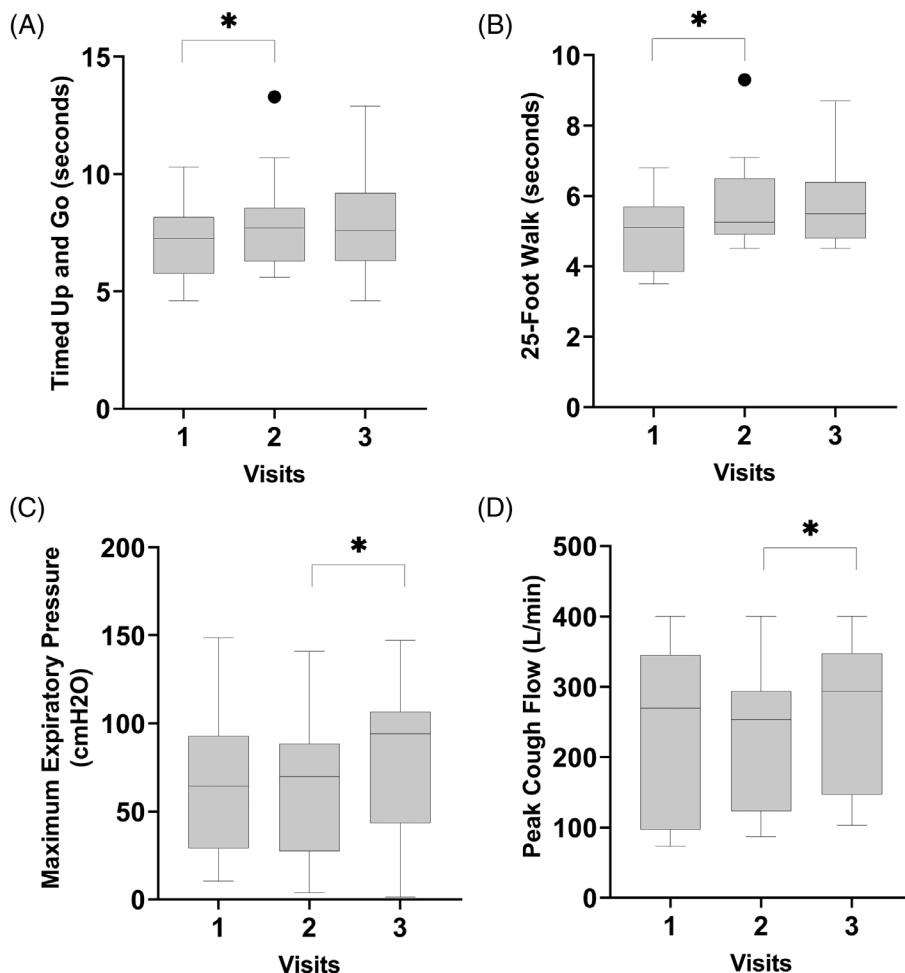 (A)
*
Timed Up and Go (seconds)
15
10
5
0
1 2 3
Visits
(B)
*
25-Foot Walk (seconds)
10
8
6
4
2
0
1 2 3
Visits
(C)
*
Maximum Expiratory Pressure
(cmH2O)
200
150
100
50
0
1 2 3
Visits
(D)
*
Peak Cough Flow (L/min)
500
400
300
200
100
0
1 2 3
Visits